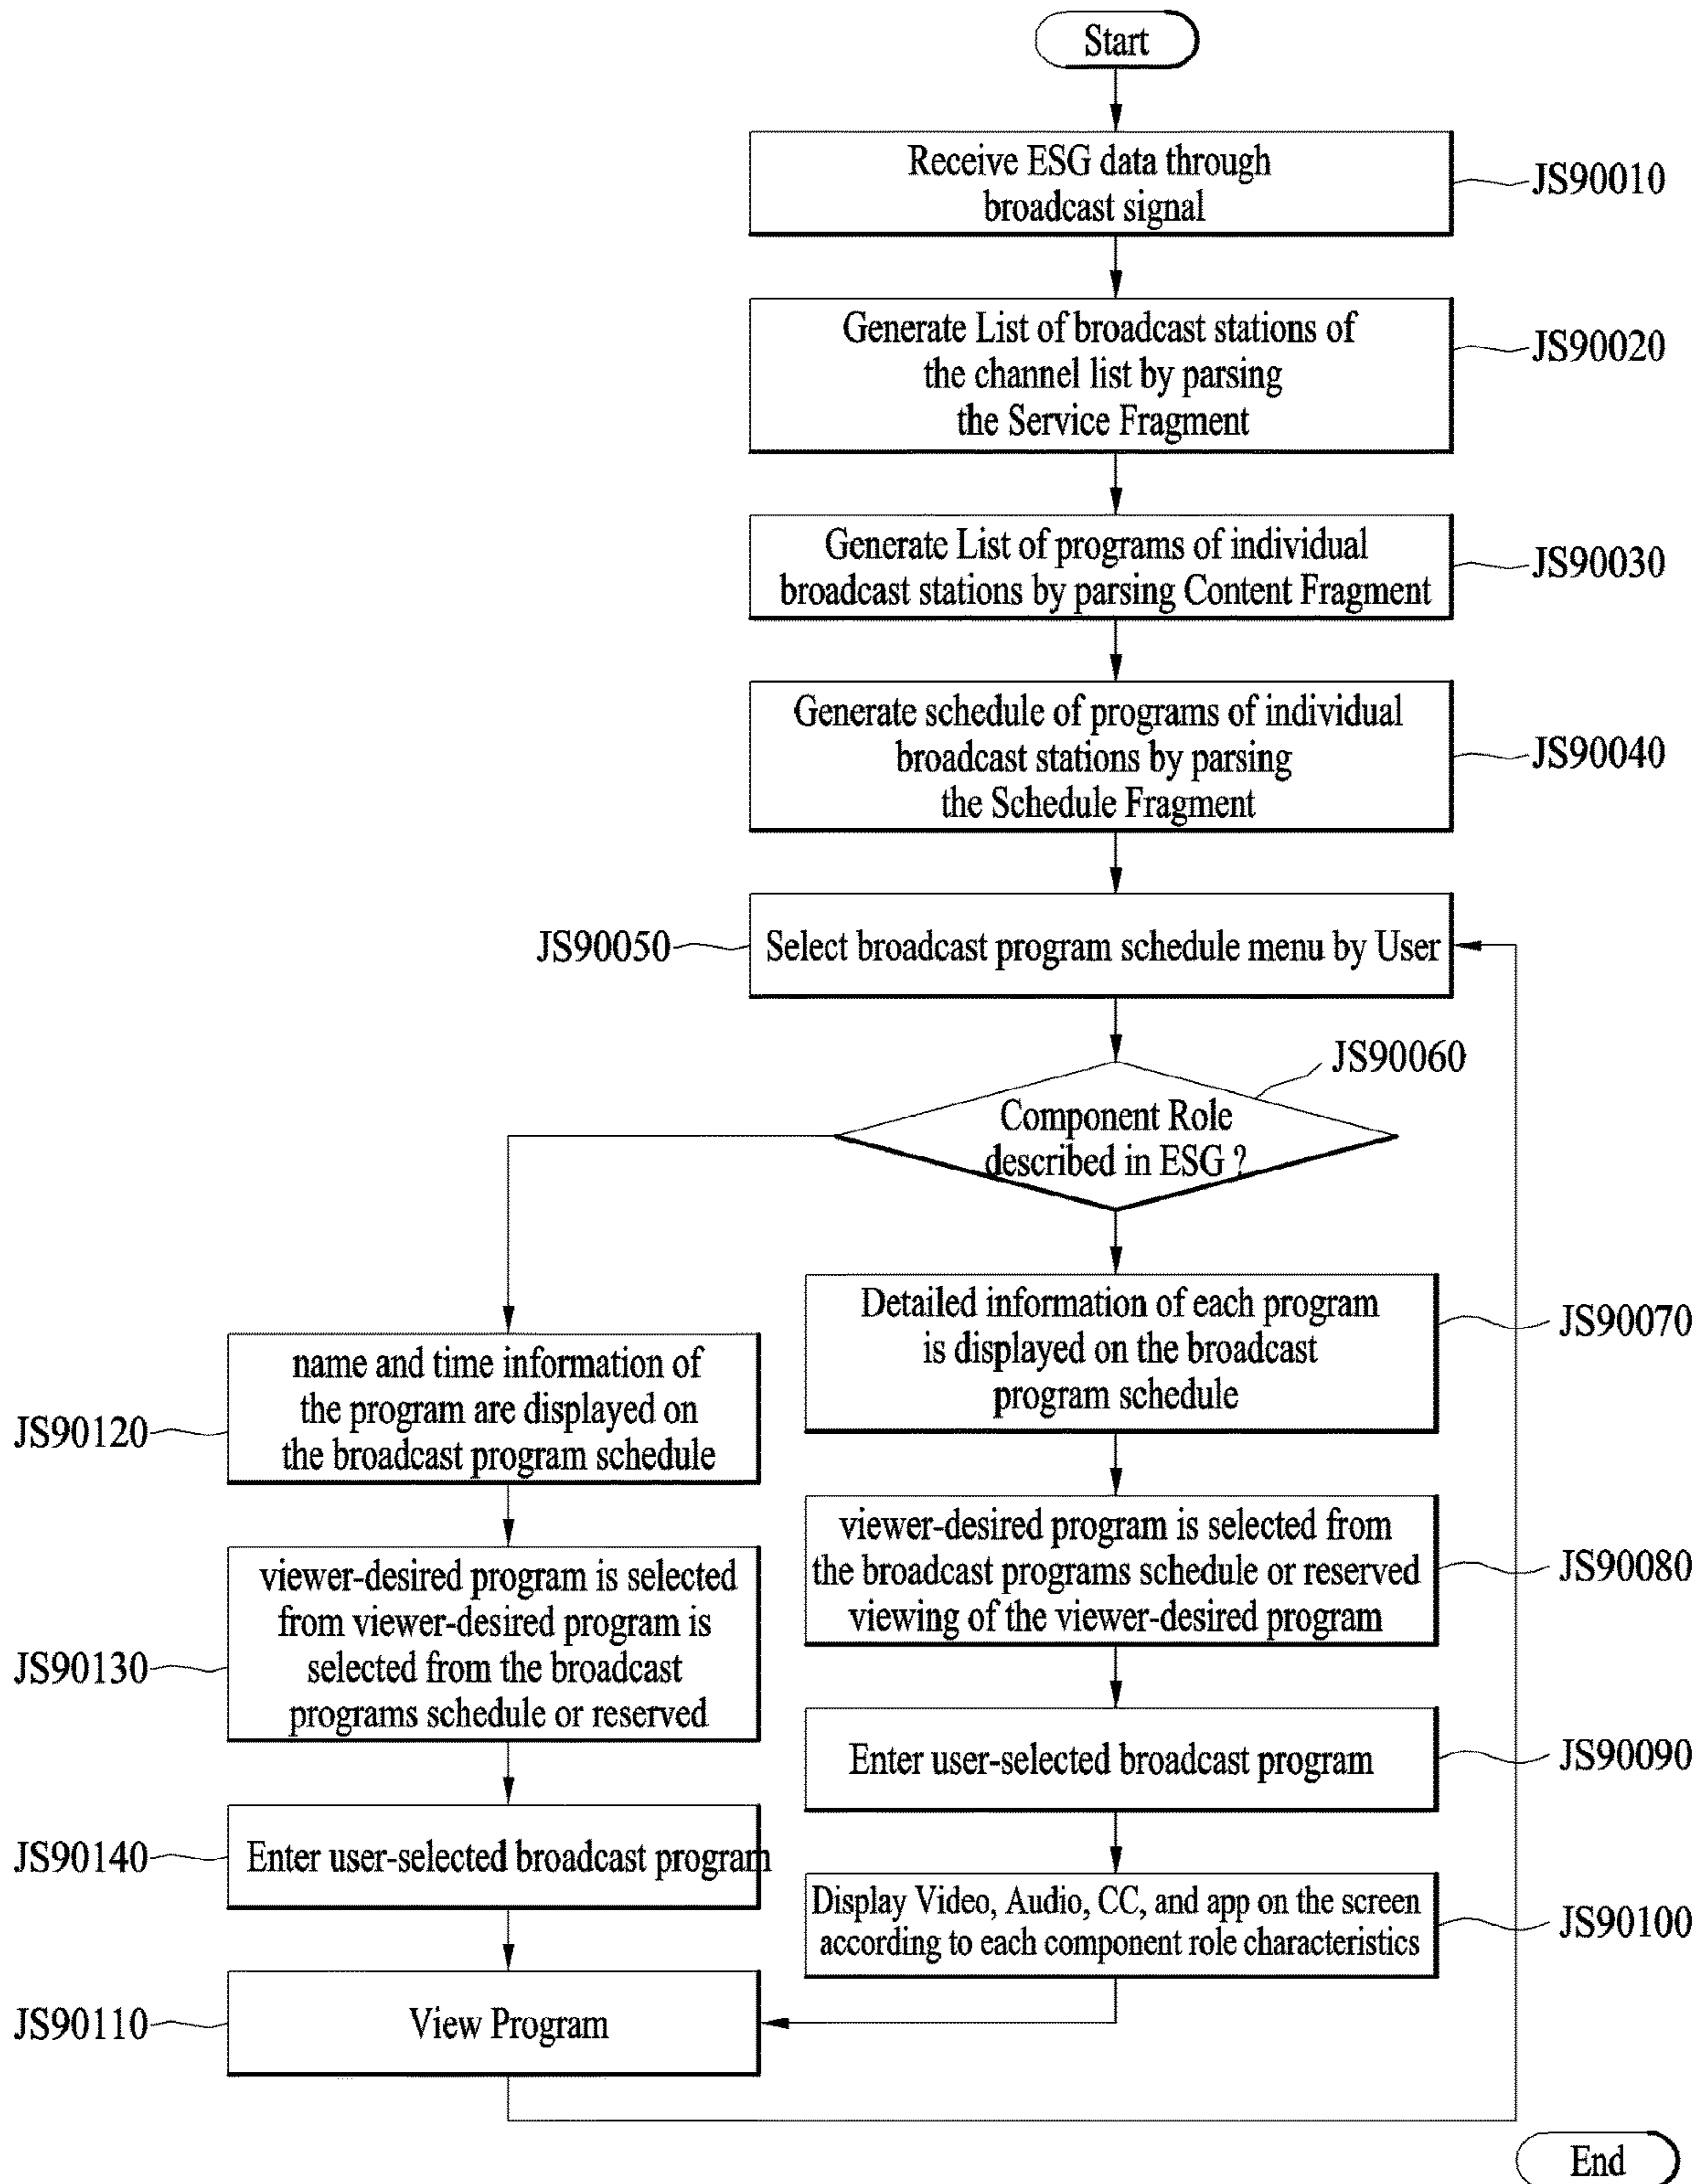 Start
Receive ESG data through
broadcast signal
JS90010
Generate List of broadcast stations of
the channel list by parsing
the Service Fragment
JS90020
Generate List of programs of individual
broadcast stations by parsing Content Fragment
JS90030
Generate schedule of programs of individual
broadcast stations by parsing
the Schedule Fragment
JS90040
JS90050
Select broadcast program schedule menu by User
JS90060
Component Role
described in ESG ?
Detailed information of each program
is displayed on the broadcast
program schedule
JS90070
name and time information of
the program are displayed on
the broadcast program schedule
JS90120
viewer-desired program is selected from
the broadcast programs schedule or reserved
viewing of the viewer-desired program
JS90080
viewer-desired program is selected
from viewer-desired program is
selected from the broadcast
programs schedule or reserved
JS90130
Enter user-selected broadcast program
JS90090
JS90140
Enter user-selected broadcast program
Display Video, Audio, CC, and app on the screen
according to each component role characteristics
JS90100
JS90110
View Program
End